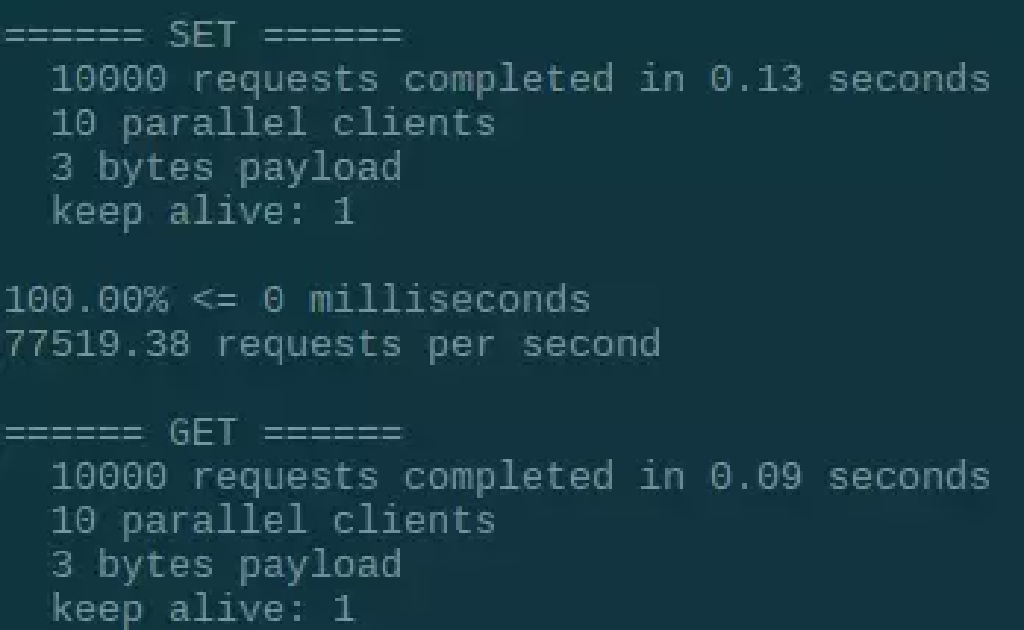 ====== SET ======
  10000 requests completed in 0.13 seconds
  10 parallel clients
  3 bytes payload
  keep alive: 1

100.00% <= 0 milliseconds
77519.38 requests per second

====== GET ======
  10000 requests completed in 0.09 seconds
  10 parallel clients
  3 bytes payload
  keep alive: 1